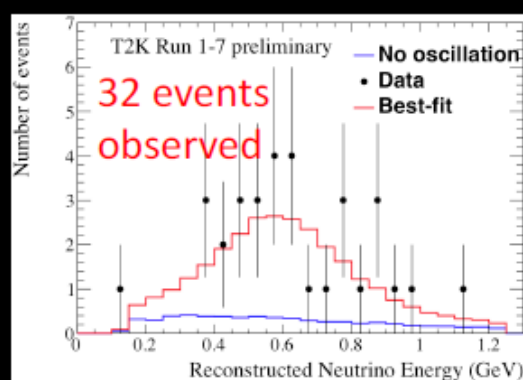 T2K Run 1-7 preliminary
32 events
observed
No oscillation
Data
Best-fit
Number of events
7
6
5
4
3
2
1
0
0 0.2 0.4 0.6 0.8 1 1.2
Reconstructed Neutrino Energy (GeV)